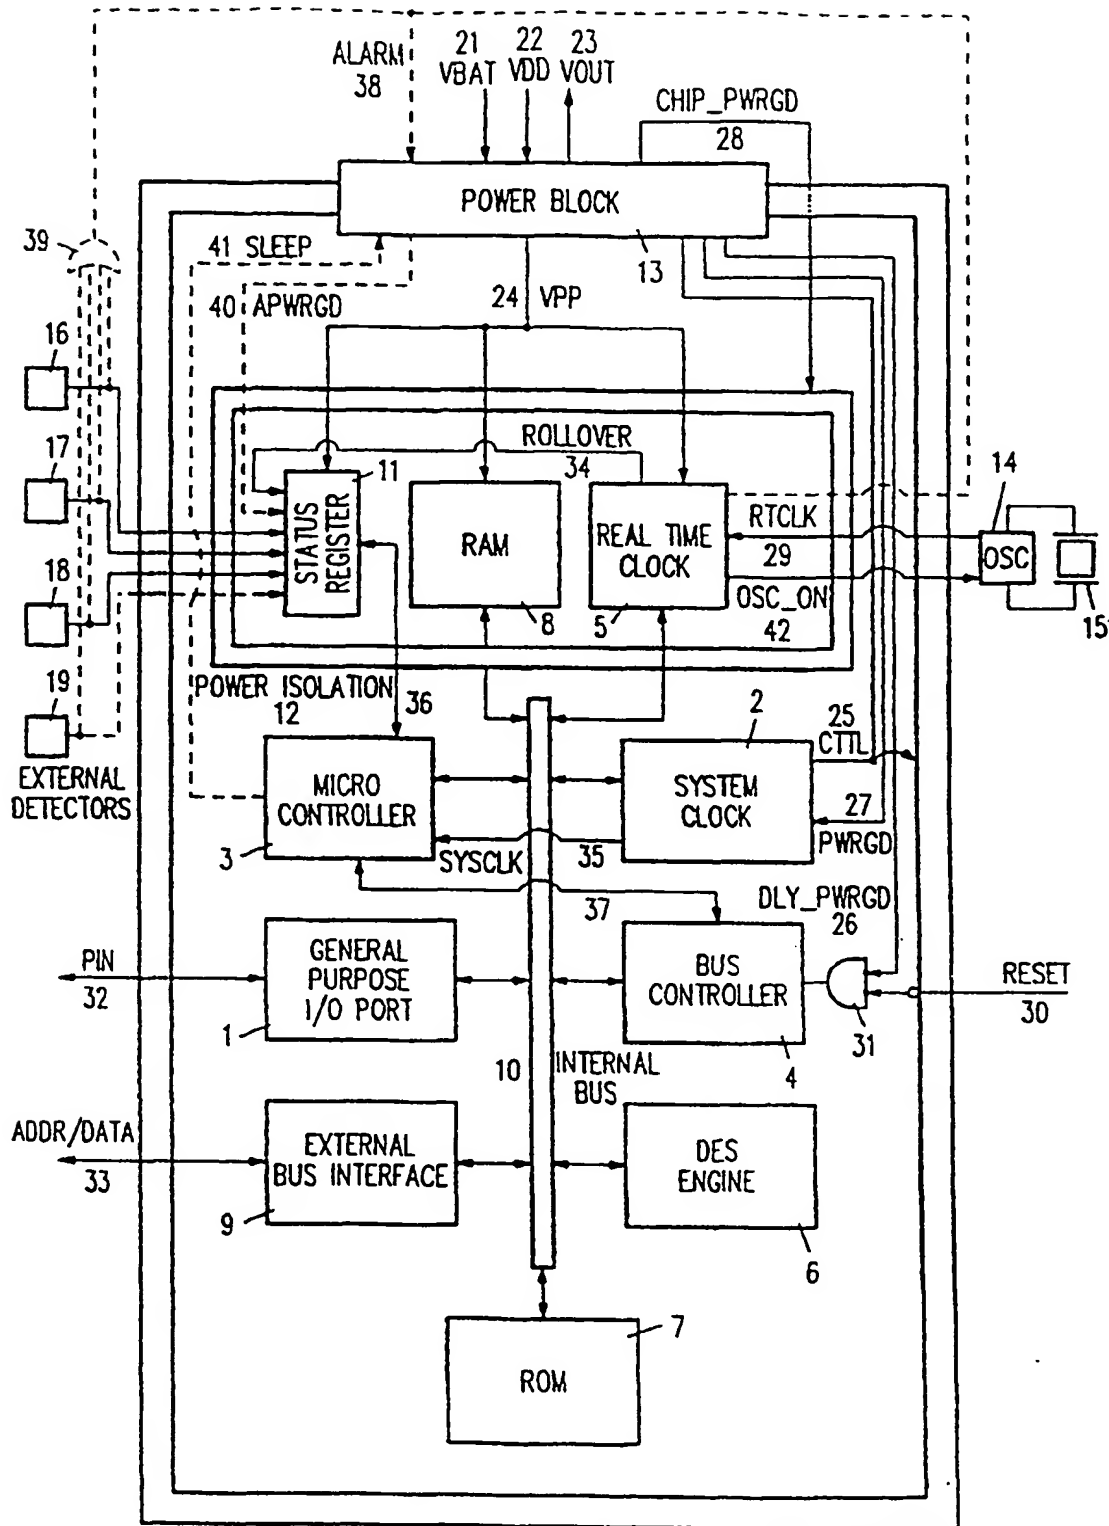 ALARM
38
21
VBAT
22
VDD
23
VOUT
CHIP_PWRGD
28
POWER BLOCK
13
39
41 SLEEP
40 APWRGD
24 VPP
16
17
18
19
EXTERNAL
DETECTORS
ROLLOVER
34
11
STATUS
REGISTER
RAM
8
REAL TIME
CLOCK
5
RTCLK
29
OSC_ON
42
14
OSC
15
POWER ISOLATION
12
36
MICRO
CONTROLLER
3
2
SYSTEM
CLOCK
25
CTTL
27
PWRGD
SYSCLK
35
37
DLY_PWRGD
26
PIN
32
GENERAL
PURPOSE
I/O PORT
1
BUS
CONTROLLER
4
31
RESET
30
10
INTERNAL
BUS
ADDR/DATA
33
EXTERNAL
BUS INTERFACE
9
DES
ENGINE
6
7
ROM